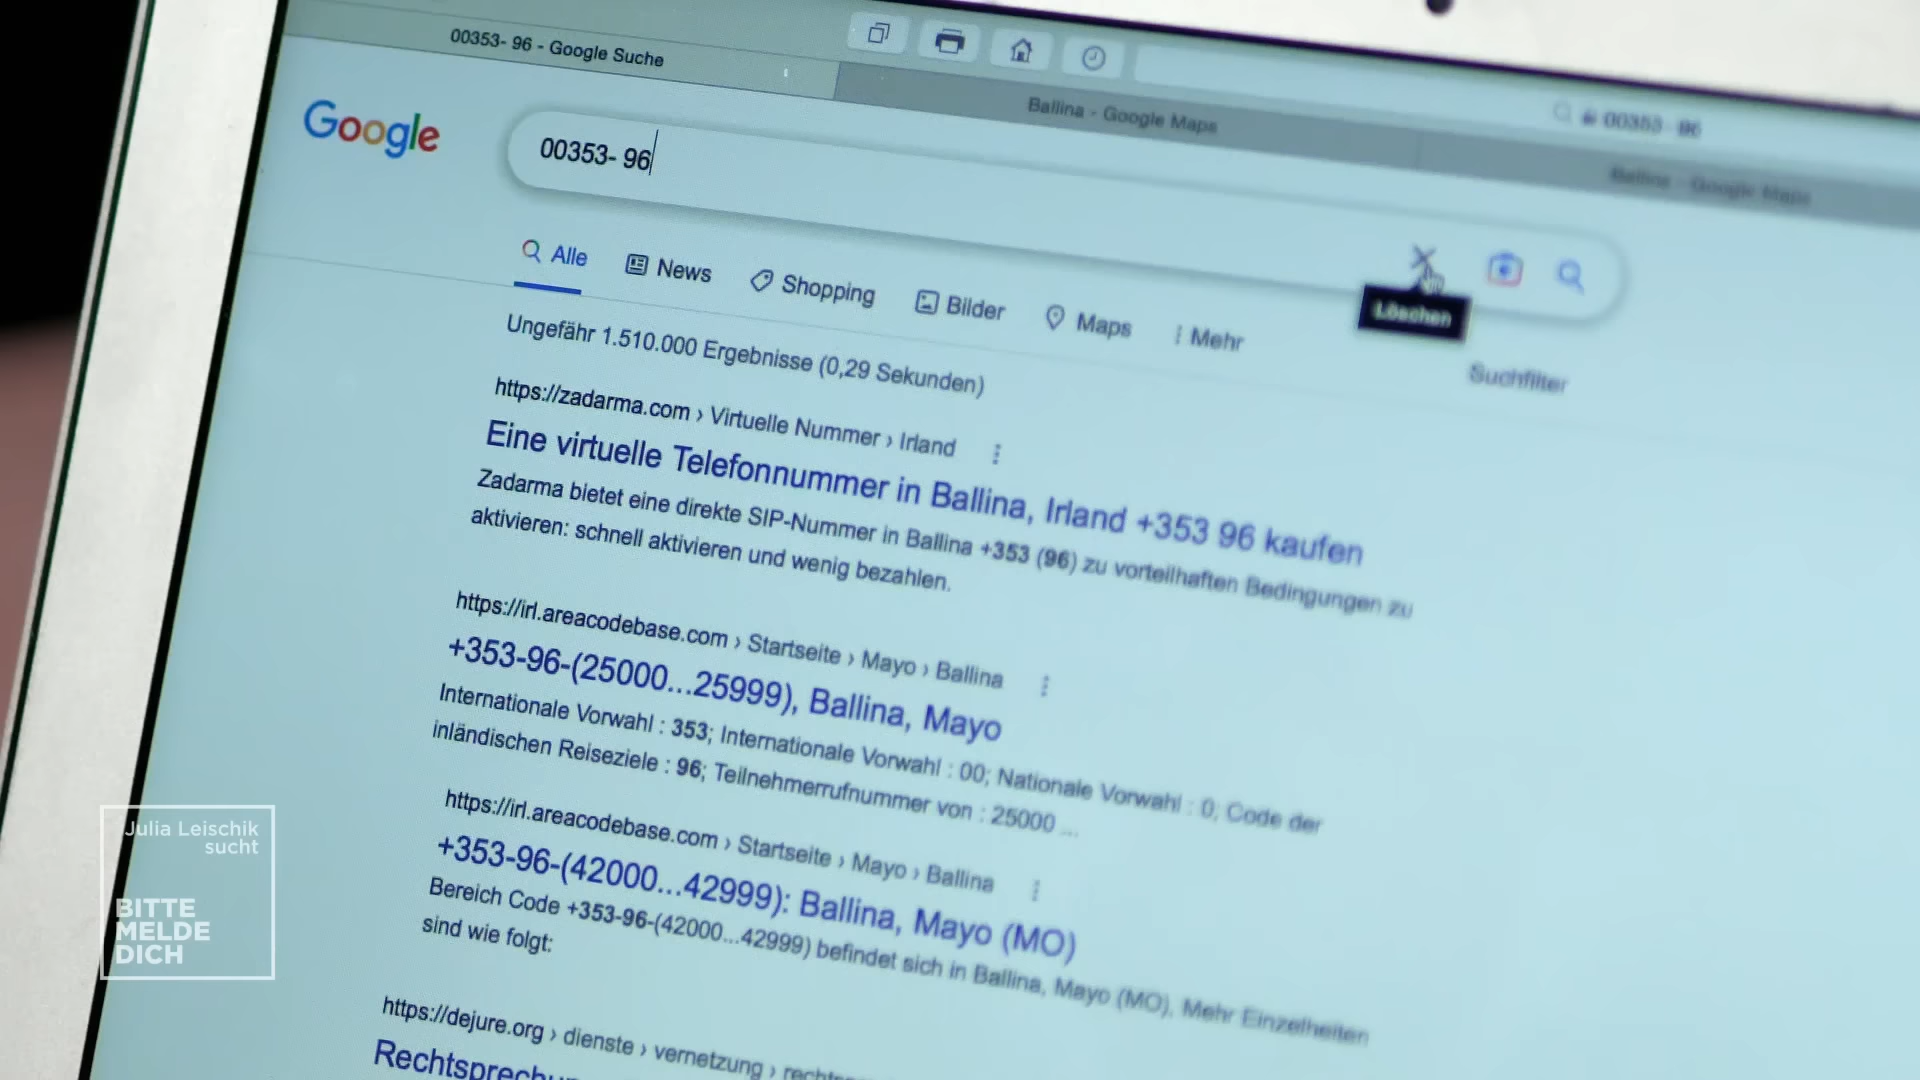 00353- 96 - Google Suche
Ballina - Google Maps
00353 96
Ballina - Google Maps
Google
00353- 96
Löschen
Alle
News
Shopping
Bilder
Maps
Mehr
Suchfilter
Ungefähr 1.510.000 Ergebnisse (0,29 Sekunden)
https://zadarma.com › Virtuelle Nummer › Irland
Eine virtuelle Telefonnummer in Ballina, Irland +353 96 kaufen
Zadarma bietet eine direkte SIP-Nummer in Ballina +353 (96) zu vorteilhaften Bedingungen zu
aktivieren: schnell aktivieren und wenig bezahlen.
https://irl.areacodebase.com › Startseite › Mayo › Ballina
+353-96-(25000...25999), Ballina, Mayo
Internationale Vorwahl : 353; Internationale Vorwahl : 00; Nationale Vorwahl : 0; Code der
inländischen Reiseziele : 96; Teilnehmerrufnummer von : 25000 ...
https://irl.areacodebase.com › Startseite › Mayo › Ballina
+353-96-(42000...42999): Ballina, Mayo (MO)
Bereich Code +353-96-(42000...42999) befindet sich in Ballina, Mayo (MO), Mehr Einzelheiten
sind wie folgt:
https://dejure.org › dienste › vernetzung ›
Julia Leischik
sucht
BITTE
MELDE
DICH